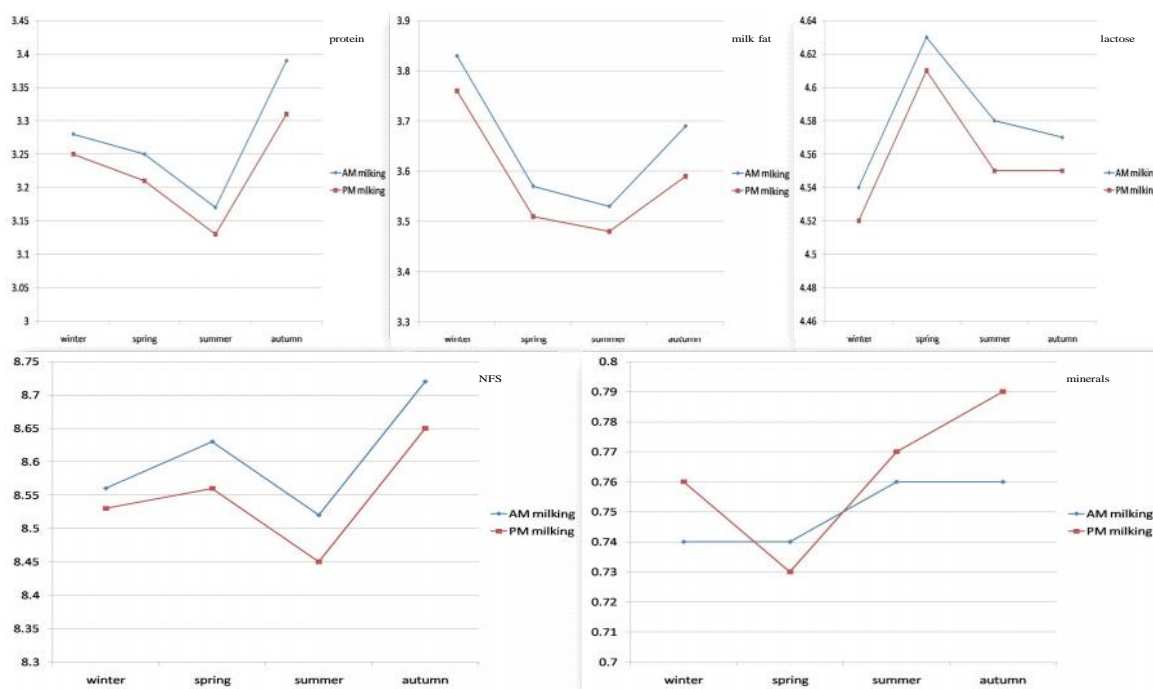 protein
3.45
3.4
3.35
3.3
3.25
3.2
3.15
3.1
3.05
3
winter spring summer autumn
AM milking
PM milking
milk fat
3.9
3.8
3.7
3.6
3.5
3.4
3.3
winter spring summer autumn
AM milking
PM milking
lactose
4.64
4.62
4.6
4.58
4.56
4.54
4.52
4.5
4.48
4.46
winter spring summer autumn
AM milking
PM milking
NFS
8.75
8.7
8.65
8.6
8.55
8.5
8.45
8.4
8.35
8.3
winter spring summer autumn
AM milking
PM milking
minerals
0.8
0.79
0.78
0.77
0.76
0.75
0.74
0.73
0.72
0.71
0.7
winter spring summer autumn
AM milking
PM milking